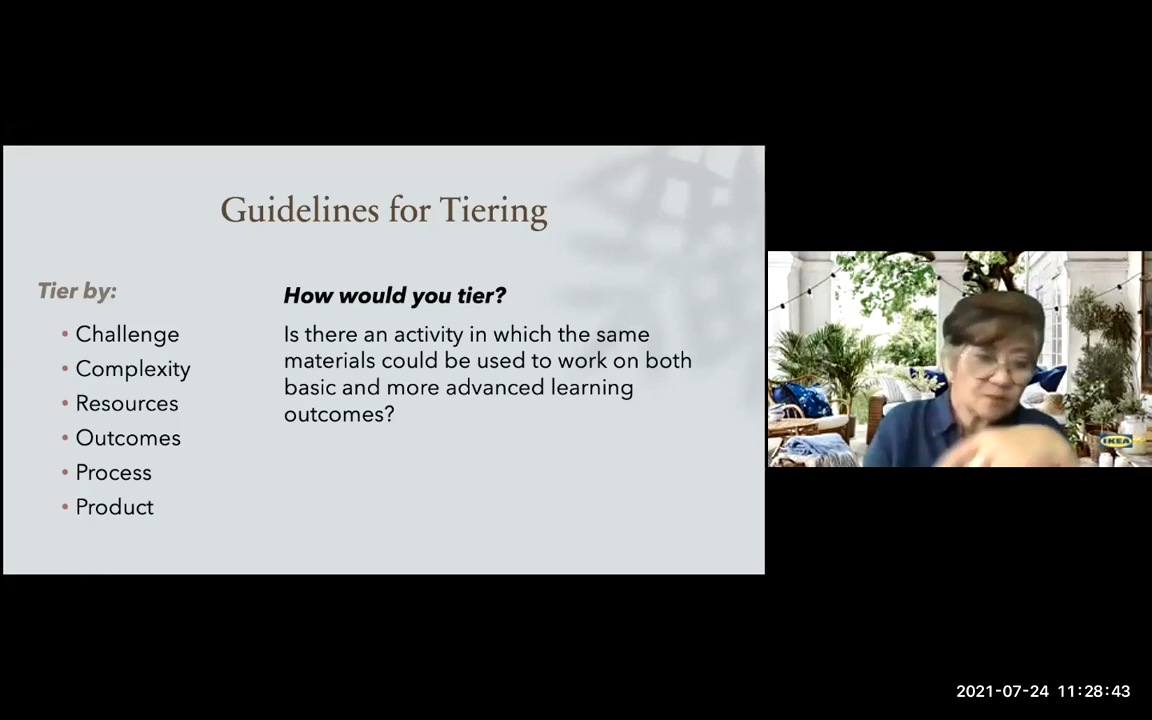 Guidelines for Tiering
Tier by:
• Challenge
• Complexity
• Resources
• Outcomes
• Process
• Product
How would you tier?
Is there an activity in which the same
materials could be used to work on both
basic and more advanced learning
outcomes?
IKEA
2021-07-24 11:28:43